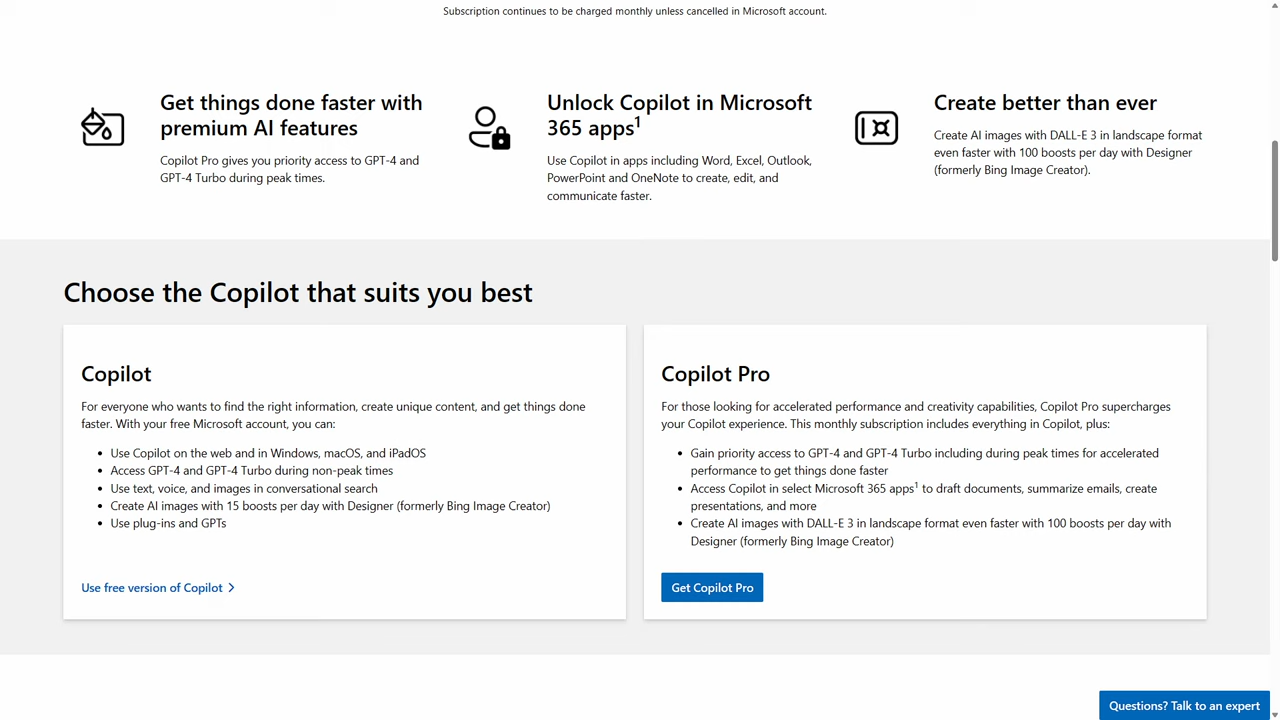 Subscription continues to be charged monthly unless cancelled in Microsoft account.
Get things done faster with
premium AI features
Copilot Pro gives you priority access to GPT-4 and
GPT-4 Turbo during peak times.
Unlock Copilot in Microsoft
365 apps¹
Use Copilot in apps including Word, Excel, Outlook,
PowerPoint and OneNote to create, edit, and
communicate faster.
Create better than ever
Create AI images with DALL-E 3 in landscape format
even faster with 100 boosts per day with Designer
(formerly Bing Image Creator).
Choose the Copilot that suits you best
Copilot
For everyone who wants to find the right information, create unique content, and get things done
faster. With your free Microsoft account, you can:
• Use Copilot on the web and in Windows, macOS, and iPadOS
• Access GPT-4 and GPT-4 Turbo during non-peak times
• Use text, voice, and images in conversational search
• Create AI images with 15 boosts per day with Designer (formerly Bing Image Creator)
• Use plug-ins and GPTs
Use free version of Copilot
Copilot Pro
For those looking for accelerated performance and creativity capabilities, Copilot Pro supercharges
your Copilot experience. This monthly subscription includes everything in Copilot, plus:
• Gain priority access to GPT-4 and GPT-4 Turbo including during peak times for accelerated
performance to get things done faster
• Access Copilot in select Microsoft 365 apps¹ to draft documents, summarize emails, create
presentations, and more
• Create AI images with DALL-E 3 in landscape format even faster with 100 boosts per day with
Designer (formerly Bing Image Creator)
Get Copilot Pro
Questions? Talk to an expert